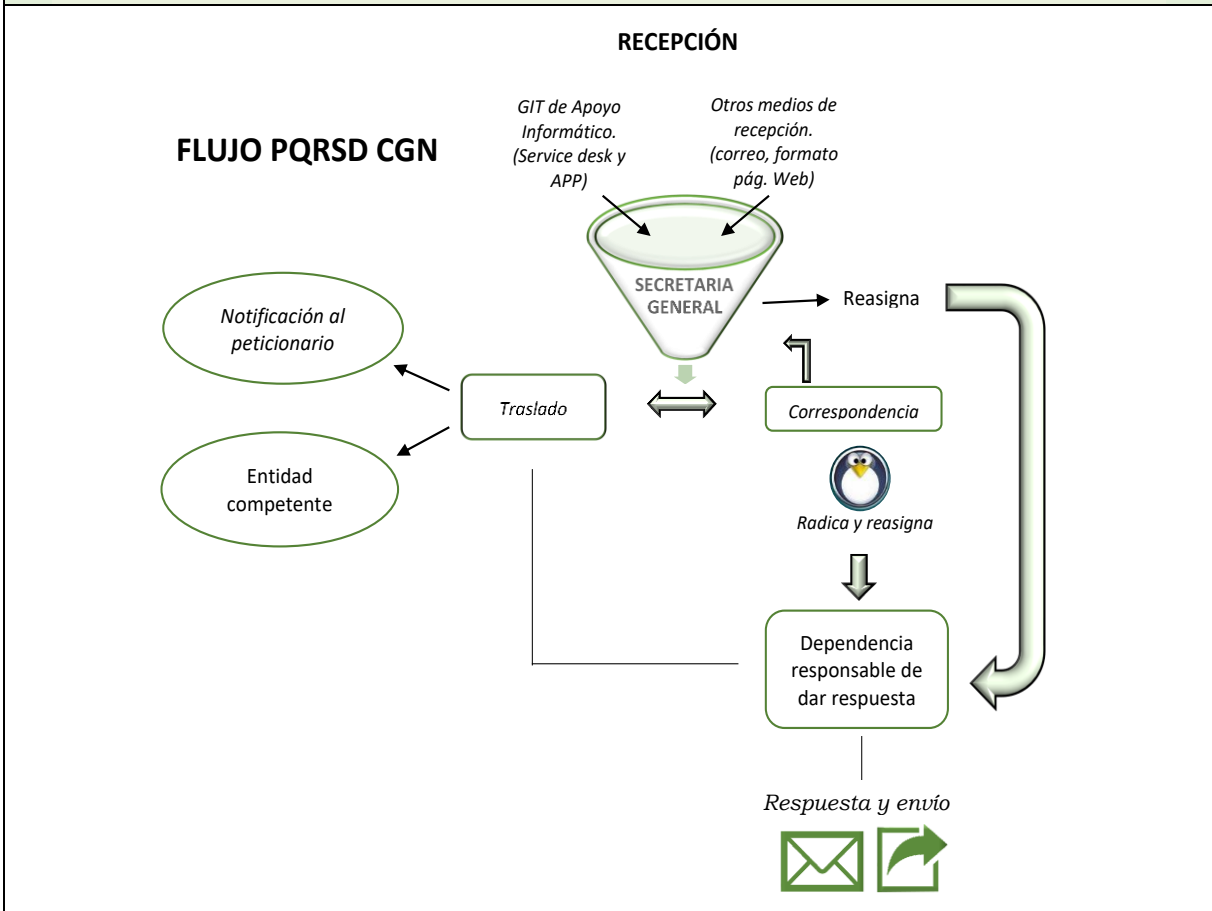 RECEPCIÓN
FLUJO PQRSD CGN
GIT de Apoyo
Informático.
(Service desk y
APP)
Otros medios de
recepción.
(correo, formato
pág. Web)
SECRETARIA
GENERAL
Reasigna
Notificación al
peticionario
Traslado
Correspondencia
Entidad
competente
Radica y reasigna
Dependencia
responsable de
dar respuesta
Respuesta y envío